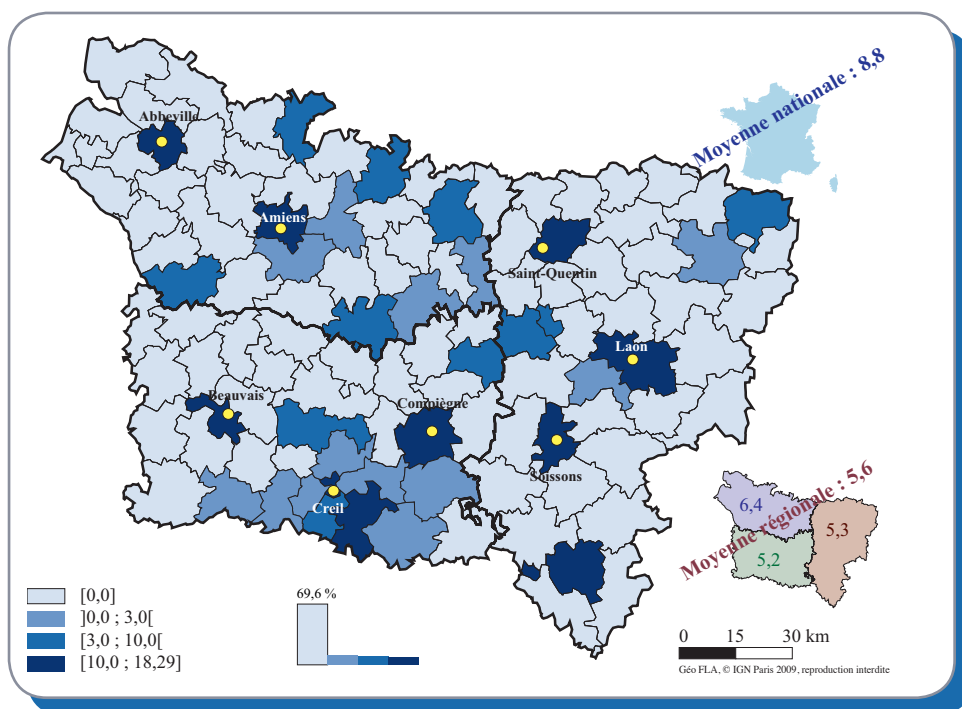 Moyenne nationale : 8,8
Abbeville
Amiens
Saint-Quentin
Laon
Beauvais
Compiègne
Soissons
Creil
Moyenne régionale : 5,6
6,4
5,3
5,2
[0,0]
]0,0 ; 3,0[
[3,0 ; 10,0[
[10,0 ; 18,29]
69,6 %
0 15 30 km
Géo FLA, © IGN Paris 2009, reproduction interdite